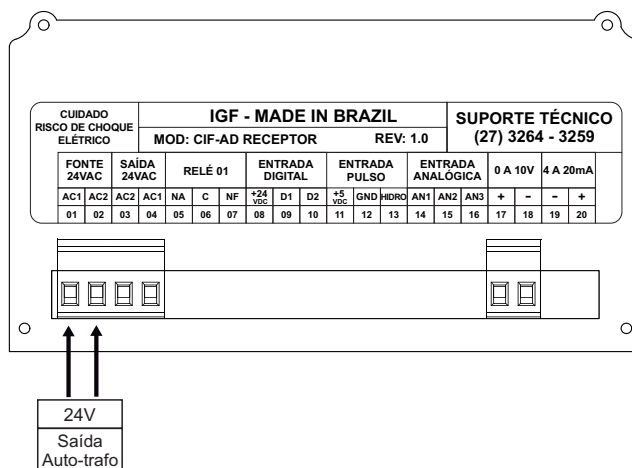 CUIDADO
RISCO DE CHOQUE
ELÉTRICO
IGF - MADE IN BRAZIL
MOD: CIF-AD RECEPTOR REV: 1.0
SUPORTE TÉCNICO
(27) 3264 - 3259
FONTE
24VAC
SAÍDA
24VAC
RELÉ 01
ENTRADA
DIGITAL
ENTRADA
PULSO
ENTRADA
ANALÓGICA
0 A 10V
4 A 20mA
AC1 AC2 AC2 AC1 NA C NF +24 VDC D1 D2 +5 VDC GND HIDRO AN1 AN2 AN3 + - - +
01 02 03 04 05 06 07 08 09 10 11 12 13 14 15 16 17 18 19 20
24V
Saída
Auto-trafo